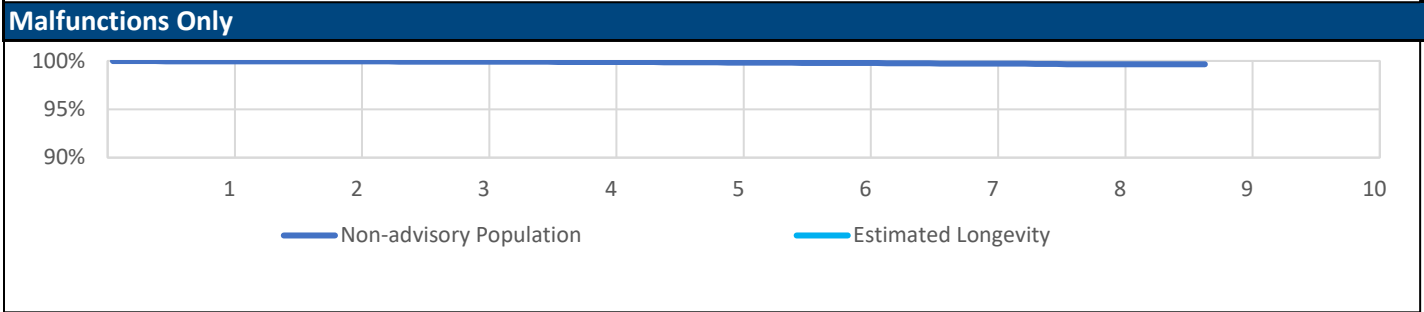 Malfunctions Only
100%
95%
90%
1 2 3 4 5 6 7 8 9 10
Non-advisory Population Estimated Longevity